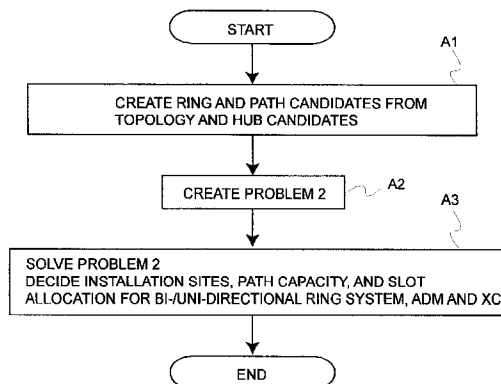 START
A1
CREATE RING AND PATH CANDIDATES FROM
TOPOLOGY AND HUB CANDIDATES
A2
CREATE PROBLEM 2
A3
SOLVE PROBLEM 2
DECIDE INSTALLATION SITES, PATH CAPACITY, AND SLOT
ALLOCATION FOR BI-/UNI-DIRECTIONAL RING SYSTEM, ADM AND XC
END